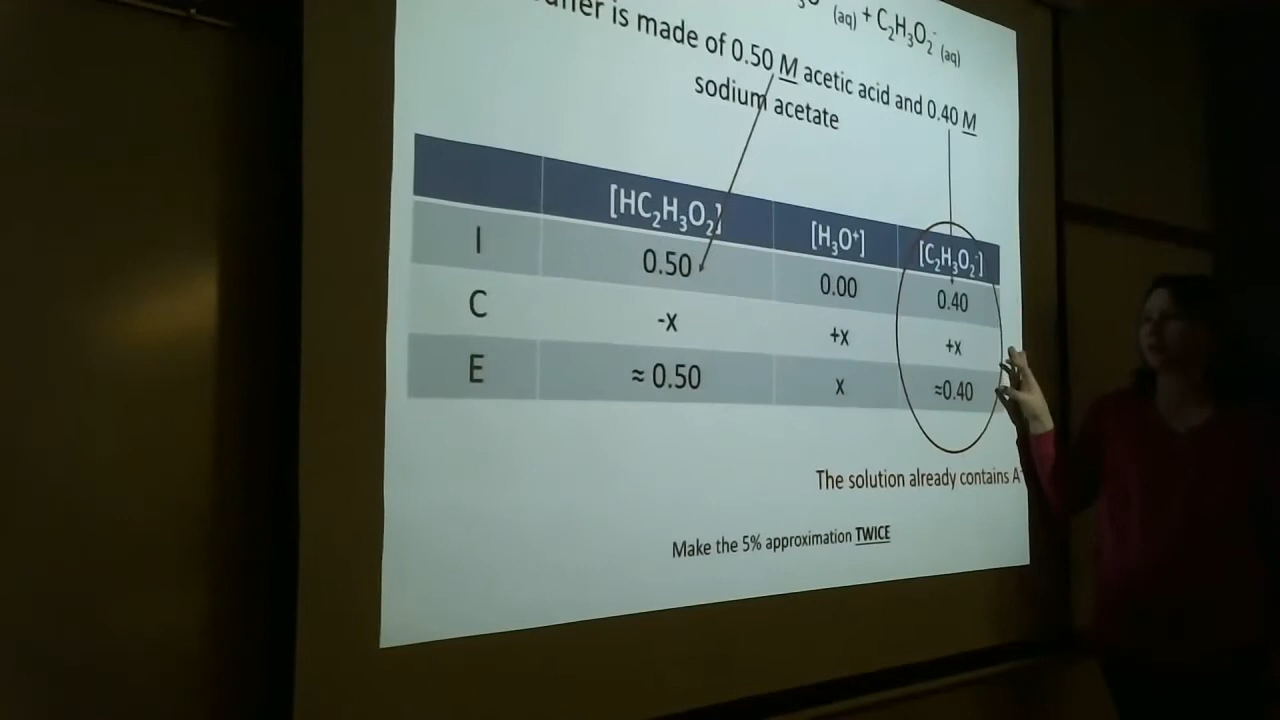 (aq) + C₂H₃O₂⁻ (aq)
is made of 0.50 M acetic acid and 0.40 M
sodium acetate
[HC₂H₃O₂] [H₃O⁺] [C₂H₃O₂⁻]
I 0.50 0.00 0.40
C -x +x +x
E ≈ 0.50 x ≈0.40
The solution already contains A⁻
Make the 5% approximation TWICE